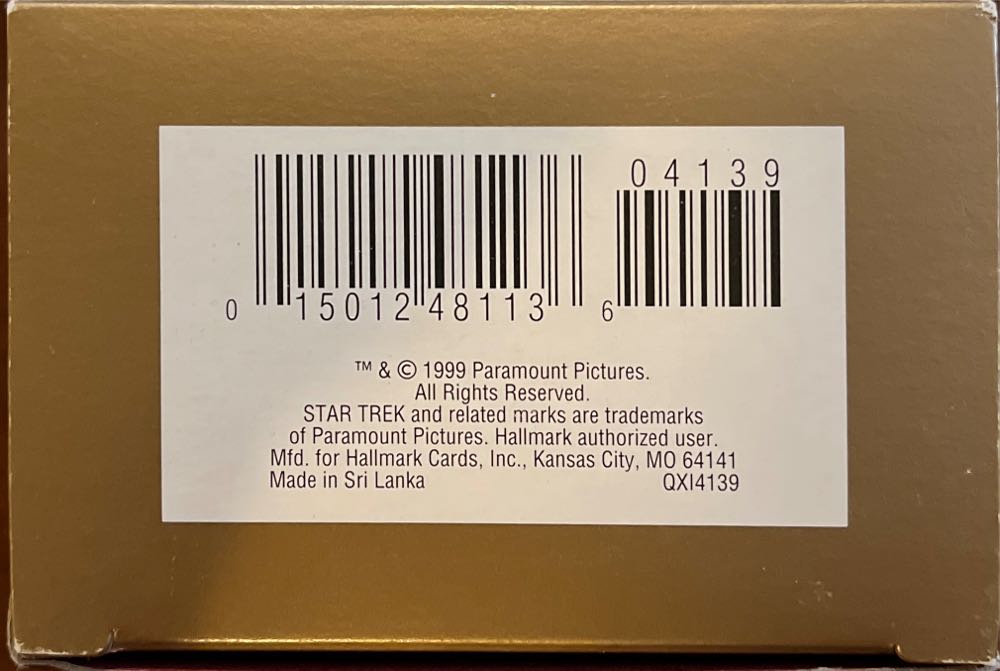 04139
0 15012 48113 6
™ & © 1999 Paramount Pictures.
All Rights Reserved.
STAR TREK and related marks are trademarks
of Paramount Pictures. Hallmark authorized user.
Mfd. for Hallmark Cards, Inc., Kansas City, MO 64141
Made in Sri Lanka QXI4139